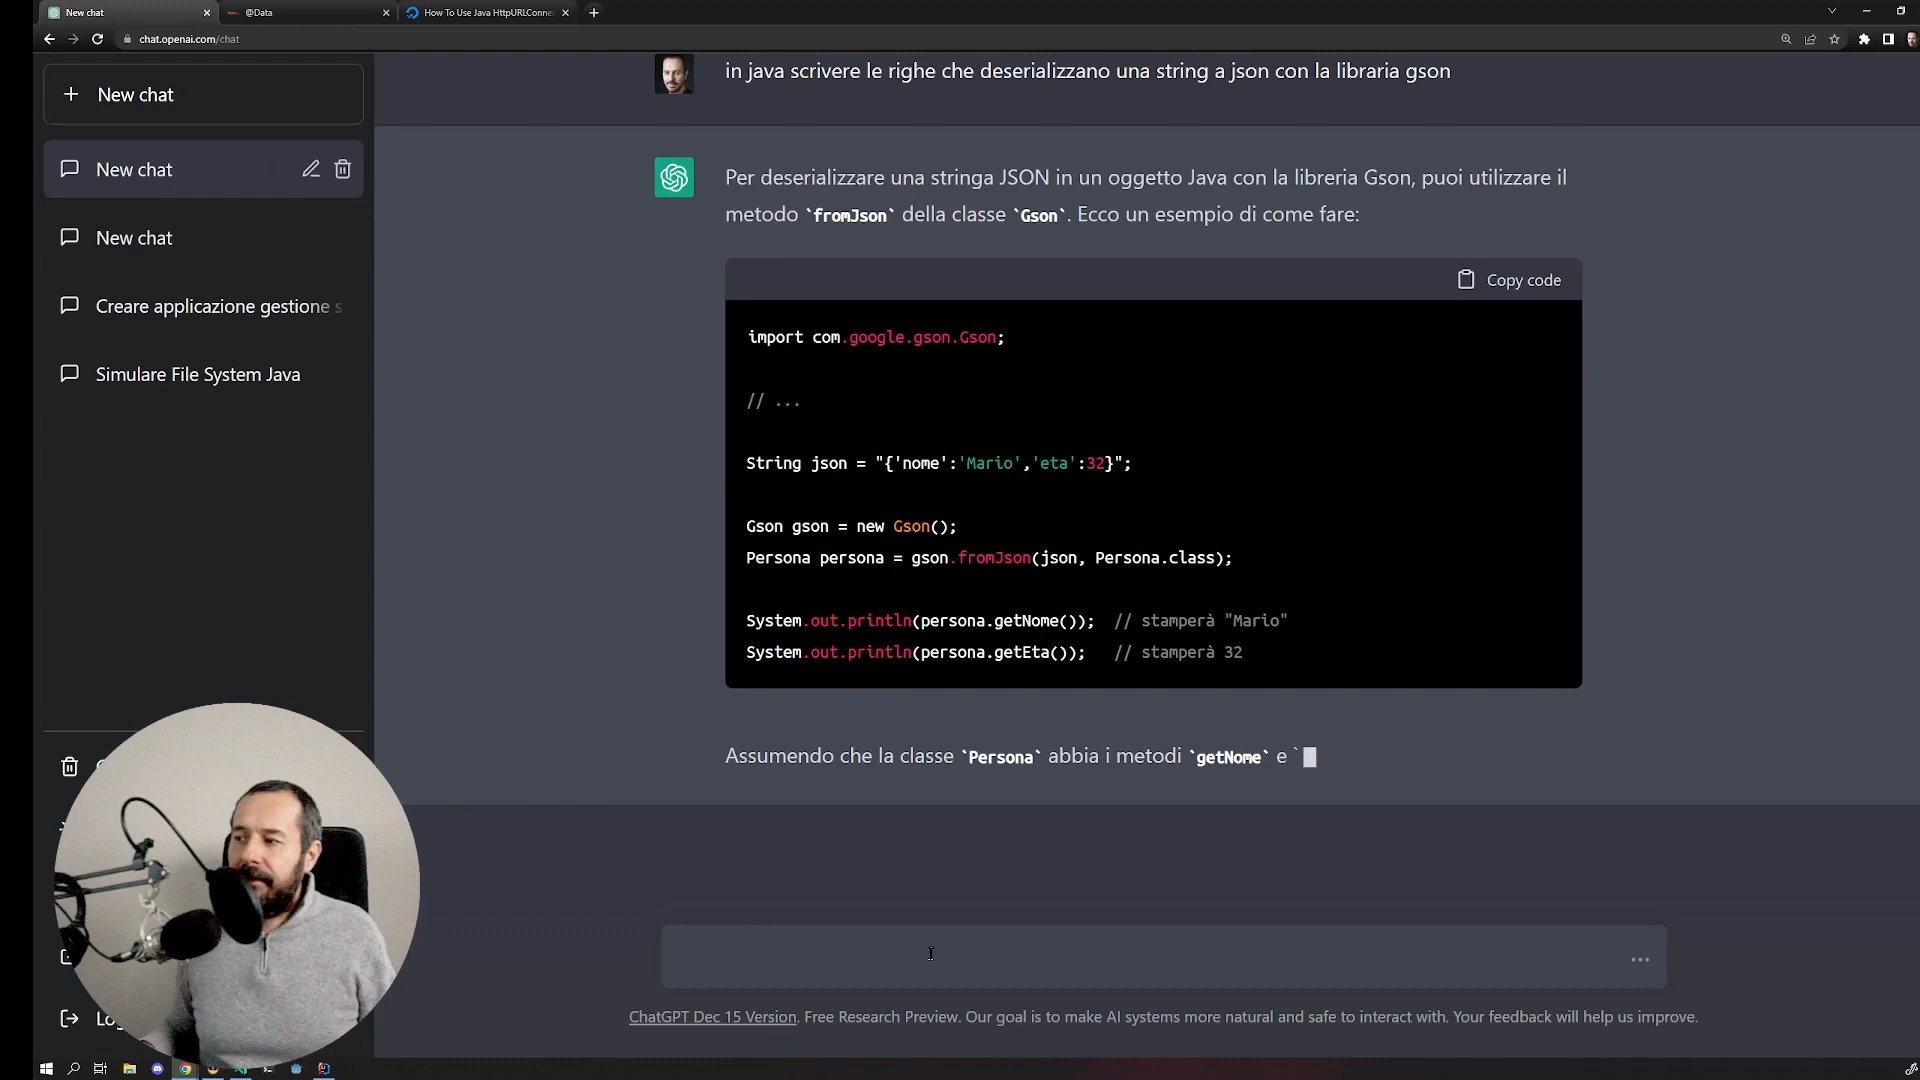 New chat
@Data
How To Use Java HttpURLConnec
chat.openai.com/chat
New chat
New chat
New chat
Creare applicazione gestione s
Simulare File System Java
in java scrivere le righe che deserializzano una string a json con la libraria gson
Per deserializzare una stringa JSON in un oggetto Java con la libreria Gson, puoi utilizzare il
metodo `fromJson` della classe `Gson`. Ecco un esempio di come fare:
Copy code
import com.google.gson.Gson;
// ...
String json = "{'nome':'Mario','eta':32}";
Gson gson = new Gson();
Persona persona = gson.fromJson(json, Persona.class);
System.out.println(persona.getNome());  // stamperà "Mario"
System.out.println(persona.getEta());   // stamperà 32
Assumendo che la classe `Persona` abbia i metodi `getNome` e `
ChatGPT Dec 15 Version. Free Research Preview. Our goal is to make AI systems more natural and safe to interact with. Your feedback will help us improve.